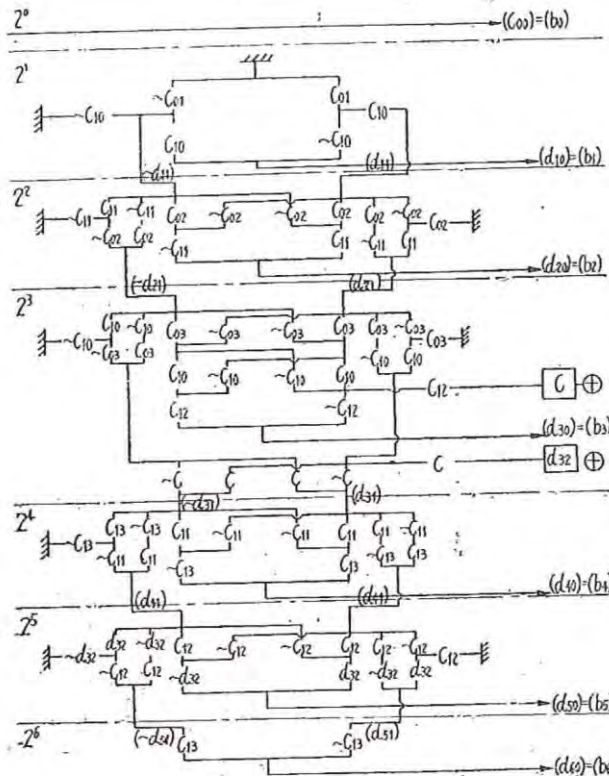 2⁰ (C00)=(b0)
2¹
~C10 ~C01 C01 C10
C10 ~C10
(~d11) (d11) (d10)=(b1)
2²
C11 ~C11 C02 ~C02 ~C02 C02 C02 ~C02
~C11 C02
~C02 C02 ~C11 C11 ~C11 C11
(~d21) (d21) (d20)=(b2)
2³
C10 ~C10 C03 ~C03 ~C03 C03 C03 ~C03
~C10 C03
~C03 C03 ~C10 C10
C10 ~C10 ~C10 C10 C12 C ⊕
C12 ~C12
(d30)=(b3)
~C C C ~C C d32 ⊕
(~d31) (d31)
2⁴
C13 ~C13 C11 ~C11 ~C11 C11 C11 ~C11
~C13
~C11 C11 ~C13 C13 ~C13 C13
(d41) (d41) (d40)=(b4
-2⁵
d32 ~d32 C12 ~C12 ~C12 C12 C12 ~C12
~d32 C12
~C12 C12 ~d32 d32 ~d32 d32
(d50)=(b5
-2⁶
(d51)
C13 ~C13
(d60)=(b6